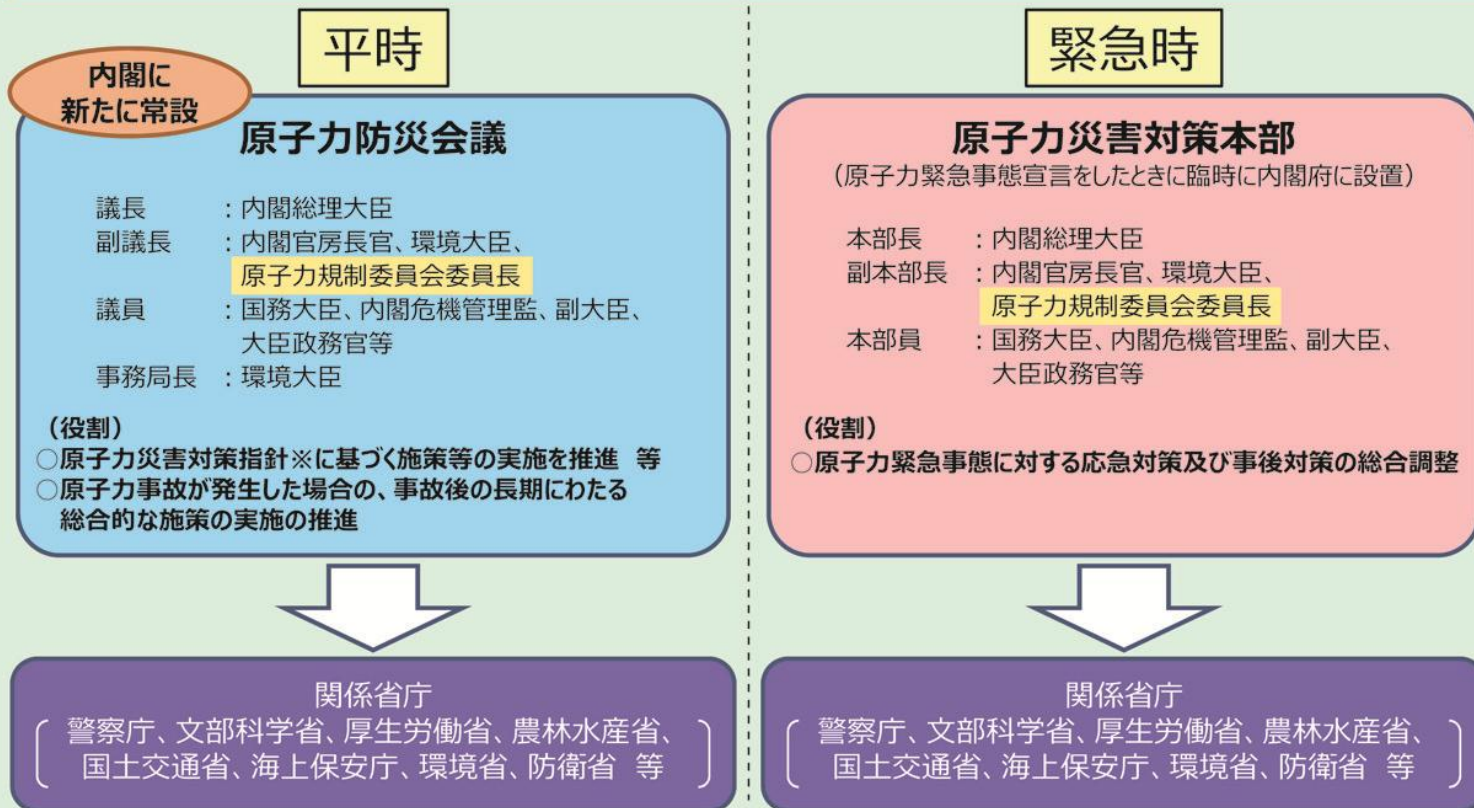 平時
内閣に
新たに常設
原子力防災会議
議長　：内閣総理大臣
副議長　：内閣官房長官、環境大臣、
原子力規制委員会委員長
議員　：国務大臣、内閣危機管理監、副大臣、
大臣政務官等
事務局長　：環境大臣
（役割）
○原子力災害対策指針※に基づく施策等の実施を推進　等
○原子力事故が発生した場合の、事故後の長期にわたる
総合的な施策の実施の推進
関係省庁
警察庁、文部科学省、厚生労働省、農林水産省、
国土交通省、海上保安庁、環境省、防衛省　等
緊急時
原子力災害対策本部
（原子力緊急事態宣言をしたときに臨時に内閣府に設置）
本部長　：内閣総理大臣
副本部長　：内閣官房長官、環境大臣、
原子力規制委員会委員長
本部員　：国務大臣、内閣危機管理監、副大臣、
大臣政務官等
（役割）
○原子力緊急事態に対する応急対策及び事後対策の総合調整
関係省庁
警察庁、文部科学省、厚生労働省、農林水産省、
国土交通省、海上保安庁、環境省、防衛省　等